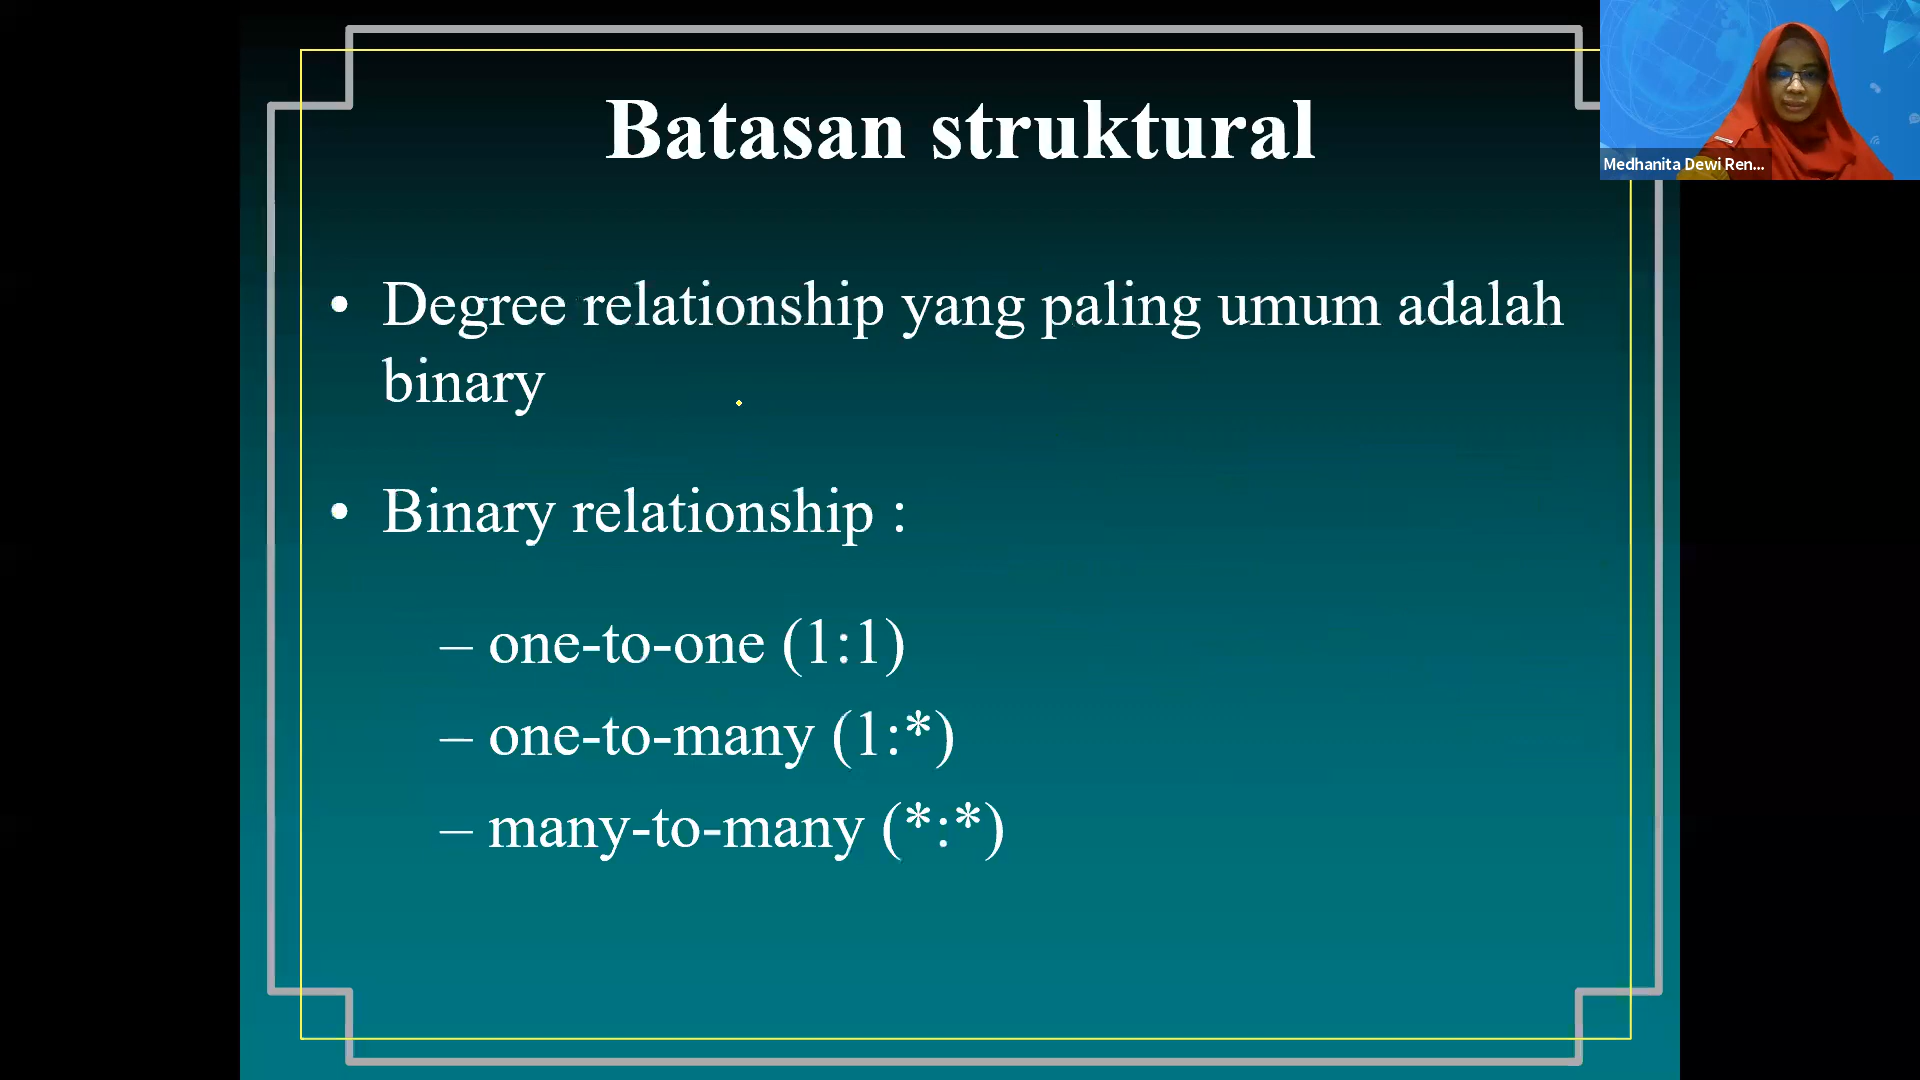 Batasan struktural
Medhanita Dewi Ren...
• Degree relationship yang paling umum adalah
binary
• Binary relationship :
– one-to-one (1:1)
– one-to-many (1:*)
– many-to-many (*:*)